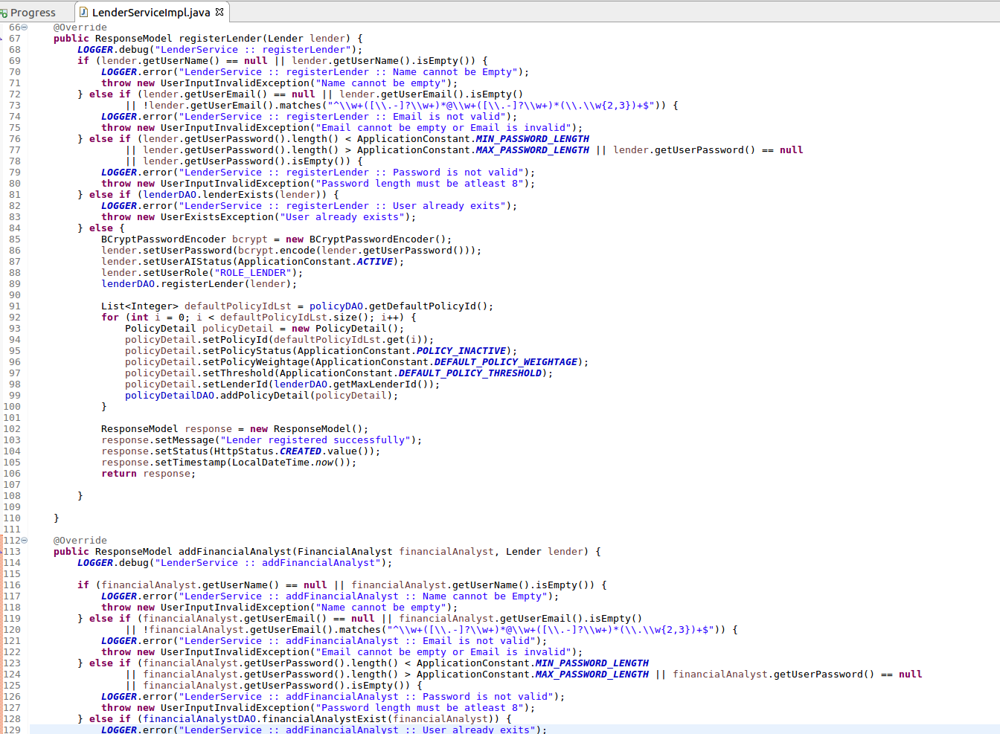 Progress LenderServiceImpl.java
66 @Override
67 public ResponseModel registerLender(Lender lender) {
68 LOGGER.debug("LenderService :: registerLender");
69 if (lender.getUserName() == null || lender.getUserName().isEmpty()) {
70 LOGGER.error("LenderService :: registerLender :: Name cannot be Empty");
71 throw new UserInputInvalidException("Name cannot be empty");
72 } else if (lender.getUserEmail() == null || lender.getUserEmail().isEmpty()
73 || !lender.getUserEmail().matches("^\\w+([\\.-]?\\w+)*@\\w+([\\.-]?\\w+)*(\\.\\w{2,3})+$")) {
74 LOGGER.error("LenderService :: registerLender :: Email is not valid");
75 throw new UserInputInvalidException("Email cannot be empty or Email is invalid");
76 } else if (lender.getUserPassword().length() < ApplicationConstant.MIN_PASSWORD_LENGTH
77 || lender.getUserPassword().length() > ApplicationConstant.MAX_PASSWORD_LENGTH || lender.getUserPassword() == null
78 || lender.getUserPassword().isEmpty()) {
79 LOGGER.error("LenderService :: registerLender :: Password is not valid");
80 throw new UserInputInvalidException("Password length must be atleast 8");
81 } else if (lenderDAO.lenderExists(lender)) {
82 LOGGER.error("LenderService :: registerLender :: User already exits");
83 throw new UserExistsException("User already exists");
84 } else {
85 BCryptPasswordEncoder bcrypt = new BCryptPasswordEncoder();
86 lender.setUserPassword(bcrypt.encode(lender.getUserPassword()));
87 lender.setUserAIStatus(ApplicationConstant.ACTIVE);
88 lender.setUserRole("ROLE_LENDER");
89 lenderDAO.registerLender(lender);
90
91 List<Integer> defaultPolicyIdLst = policyDAO.getDefaultPolicyId();
92 for (int i = 0; i < defaultPolicyIdLst.size(); i++) {
93 PolicyDetail policyDetail = new PolicyDetail();
94 policyDetail.setPolicyId(defaultPolicyIdLst.get(i));
95 policyDetail.setPolicyStatus(ApplicationConstant.POLICY_INACTIVE);
96 policyDetail.setPolicyWeightage(ApplicationConstant.DEFAULT_POLICY_WEIGHTAGE);
97 policyDetail.setThreshold(ApplicationConstant.DEFAULT_POLICY_THRESHOLD);
98 policyDetail.setLenderId(lenderDAO.getMaxLenderId());
99 policyDetailDAO.addPolicyDetail(policyDetail);
100 }
101
102 ResponseModel response = new ResponseModel();
103 response.setMessage("Lender registered successfully");
104 response.setStatus(HttpStatus.CREATED.value());
105 response.setTimestamp(LocalDateTime.now());
106 return response;
107
108 }
109
110 }
111
112 @Override
113 public ResponseModel addFinancialAnalyst(FinancialAnalyst financialAnalyst, Lender lender) {
114 LOGGER.debug("LenderService :: addFinancialAnalyst");
115
116 if (financialAnalyst.getUserName() == null || financialAnalyst.getUserName().isEmpty()) {
117 LOGGER.error("LenderService :: addFinancialAnalyst :: Name cannot be Empty");
118 throw new UserInputInvalidException("Name cannot be empty");
119 } else if (financialAnalyst.getUserEmail() == null || financialAnalyst.getUserEmail().isEmpty()
120 || !financialAnalyst.getUserEmail().matches("^\\w+([\\.-]?\\w+)*@\\w+([\\.-]?\\w+)*(\\.\\w{2,3})+$")) {
121 LOGGER.error("LenderService :: addFinancialAnalyst :: Email is not valid");
122 throw new UserInputInvalidException("Email cannot be empty or Email is invalid");
123 } else if (financialAnalyst.getUserPassword().length() < ApplicationConstant.MIN_PASSWORD_LENGTH
124 || financialAnalyst.getUserPassword().length() > ApplicationConstant.MAX_PASSWORD_LENGTH || financialAnalyst.getUserPassword() == null
125 || financialAnalyst.getUserPassword().isEmpty()) {
126 LOGGER.error("LenderService :: addFinancialAnalyst :: Password is not valid");
127 throw new UserInputInvalidException("Password length must be atleast 8");
128 } else if (financialAnalystDAO.financialAnalystExist(financialAnalyst)) {
129 LOGGER.error("LenderService :: addFinancialAnalyst :: User already exits");